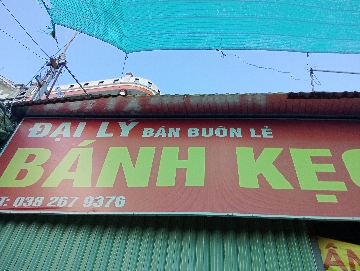 ĐẠI LÝ BÁN BUÔN LẺ
BÁNH KẸO
T: 038 267 9376